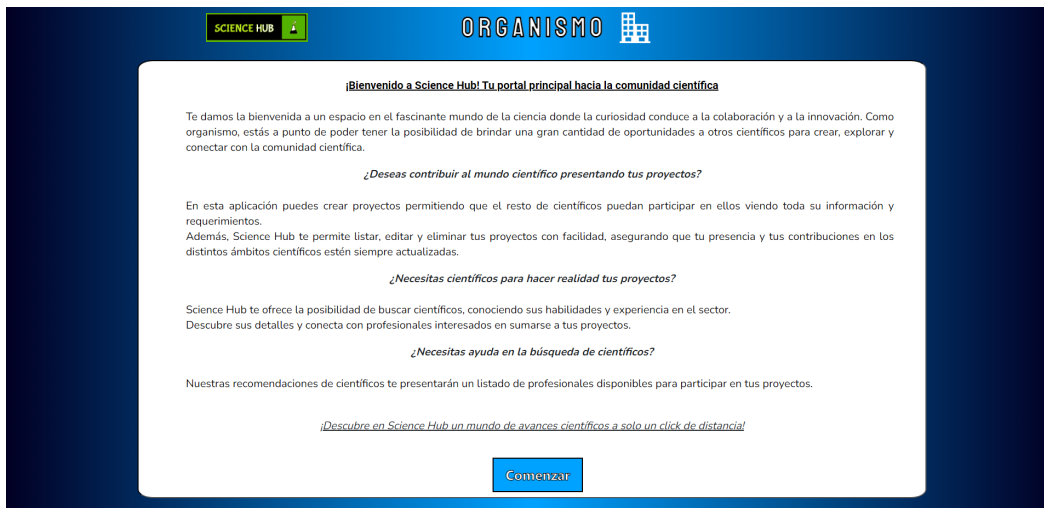 SCIENCE HUB
ORGANISMO
¡Bienvenido a Science Hub! Tu portal principal hacia la comunidad científica
Te damos la bienvenida a un espacio en el fascinante mundo de la ciencia donde la curiosidad conduce a la colaboración y a la innovación. Como
organismo, estás a punto de poder tener la posibilidad de brindar una gran cantidad de oportunidades a otros científicos para crear, explorar y
conectar con la comunidad científica.
¿Deseas contribuir al mundo científico presentando tus proyectos?
En esta aplicación puedes crear proyectos permitiendo que el resto de científicos puedan participar en ellos viendo toda su información y
requerimientos.
Además, Science Hub te permite listar, editar y eliminar tus proyectos con facilidad, asegurando que tu presencia y tus contribuciones en los
distintos ámbitos científicos estén siempre actualizadas.
¿Necesitas científicos para hacer realidad tus proyectos?
Science Hub te ofrece la posibilidad de buscar científicos, conociendo sus habilidades y experiencia en el sector.
Descubre sus detalles y conecta con profesionales interesados en sumarse a tus proyectos.
¿Necesitas ayuda en la búsqueda de científicos?
Nuestras recomendaciones de científicos te presentarán un listado de profesionales disponibles para participar en tus proyectos.
¡Descubre en Science Hub un mundo de avances científicos a solo un click de distancia!
Comenzar